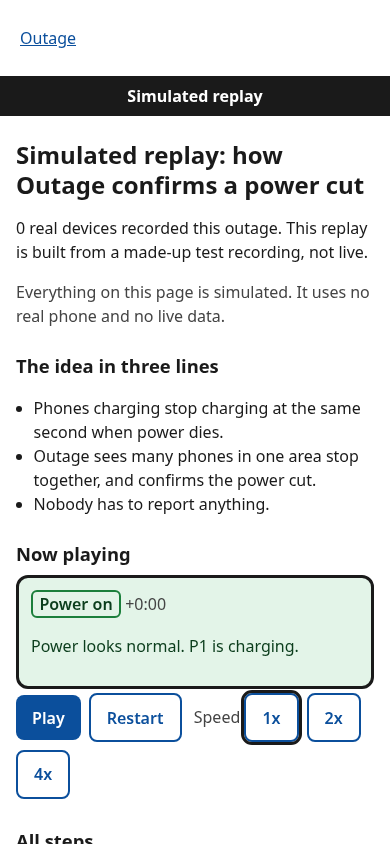 Outage
Simulated replay
Simulated replay: how
Outage confirms a power cut
0 real devices recorded this outage. This replay
is built from a made-up test recording, not live.
Everything on this page is simulated. It uses no
real phone and no live data.
The idea in three lines
Phones charging stop charging at the same
second when power dies.
Outage sees many phones in one area stop
together, and confirms the power cut.
Nobody has to report anything.
Now playing
Power on +0:00
Power looks normal. P1 is charging.
Play Restart Speed 1x 2x
4x
All steps